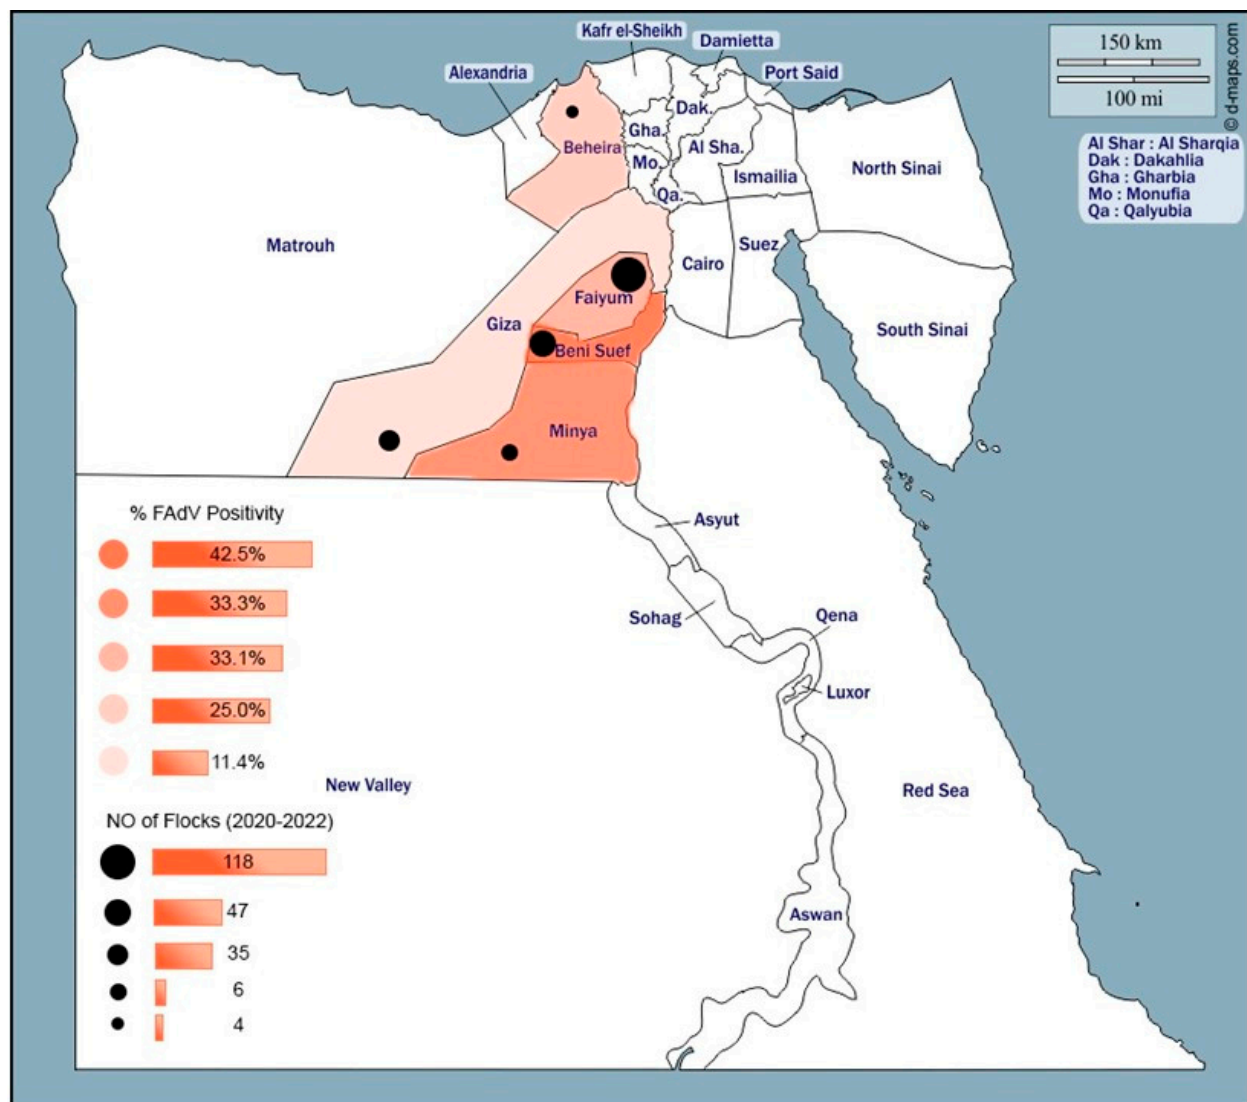 Kafr el-Sheikh
Damietta
Alexandria
Port Said
150 km
100 mi
© d-maps.com
Dak.
Gha.
Beheira
Al Sha.
Mo.
Qa.
Ismailia
North Sinai
Al Shar : Al Sharqia
Dak : Dakahlia
Gha : Gharbia
Mo : Monufia
Qa : Qalyubia
Matrouh
Cairo
Suez
Faiyum
Giza
South Sinai
Beni Suef
Minya
% FAdV Positivity
42.5%
33.3%
33.1%
25.0%
11.4%
Asyut
Sohag
Qena
Luxor
New Valley
Red Sea
NO of Flocks (2020-2022)
118
47
35
6
4
Aswan